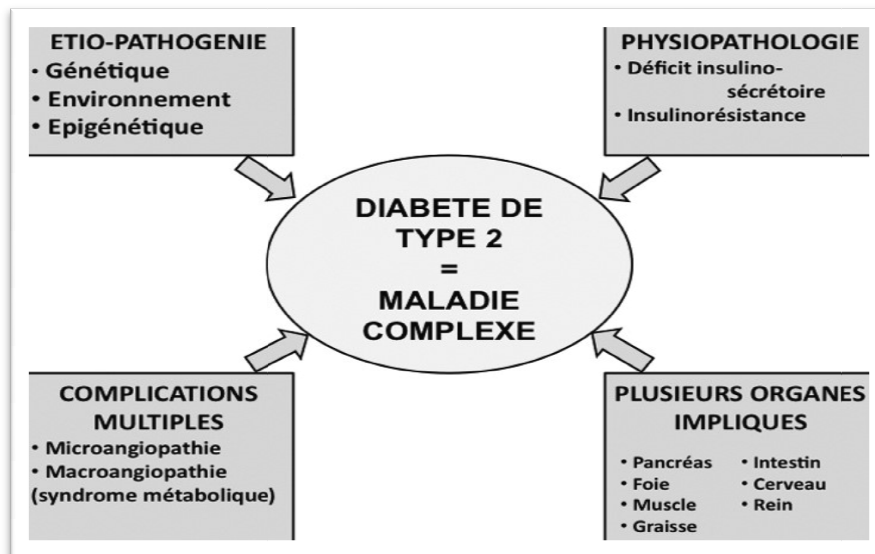 ETIO-PATHOGENIE
• Génétique
• Environnement
• Epigénétique
PHYSIOPATHOLOGIE
• Déficit insulino-
sécrétoire
• Insulinorésistance
DIABETE DE
TYPE 2
=
MALADIE
COMPLEXE
COMPLICATIONS
MULTIPLES
• Microangiopathie
• Macroangiopathie
(syndrome métabolique)
PLUSIEURS ORGANES
IMPLIQUES
• Pancréas
• Foie
• Muscle
• Graisse
• Intestin
• Cerveau
• Rein